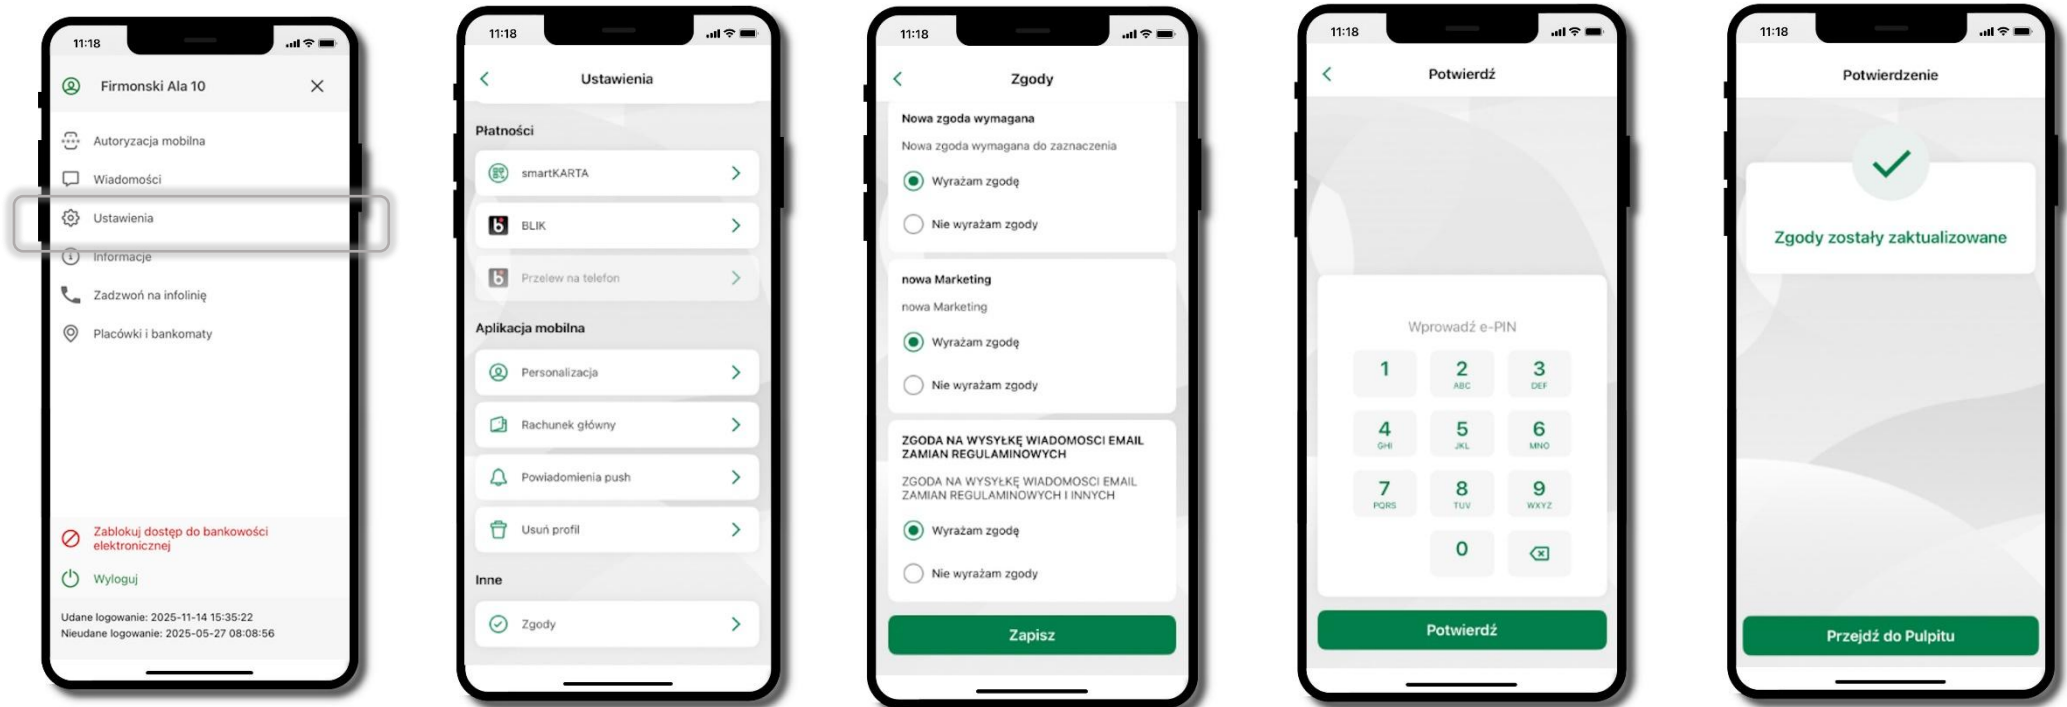 11:18
Firmonski Ala 10
Autoryzacja mobilna
Wiadomości
Ustawienia
Informacje
Zadzwoń na infolinię
Placówki i bankomaty
Zablokuj dostęp do bankowości
elektronicznej
Wyloguj
Udane logowanie: 2025-11-14 15:35:22
Nieudane logowanie: 2025-05-27 08:08:56
11:18
Ustawienia
Płatności
smartKARTA
BLIK
Przelew na telefon
Aplikacja mobilna
Personalizacja
Rachunek główny
Powiadomienia push
Usuń profil
Inne
Zgody
11:18
Zgody
Nowa zgoda wymagana
Nowa zgoda wymagana do zaznaczenia
Wyrażam zgodę
Nie wyrażam zgody
nowa Marketing
nowa Marketing
Wyrażam zgodę
Nie wyrażam zgody
ZGODA NA WYSYŁKĘ WIADOMOSCI EMAIL
ZAMIAN REGULAMINOWYCH
ZGODA NA WYSYŁKĘ WIADOMOSCI EMAIL
ZAMIAN REGULAMINOWYCH I INNYCH
Wyrażam zgodę
Nie wyrażam zgody
Zapisz
11:18
Potwierdź
Wprowadź e-PIN
1 2 3
ABC DEF
4 5 6
GHI JKL MNO
7 8 9
PQRS TUV WXYZ
0
Potwierdź
11:18
Potwierdzenie
Zgody zostały zaktualizowane
Przejdź do Pulpitu